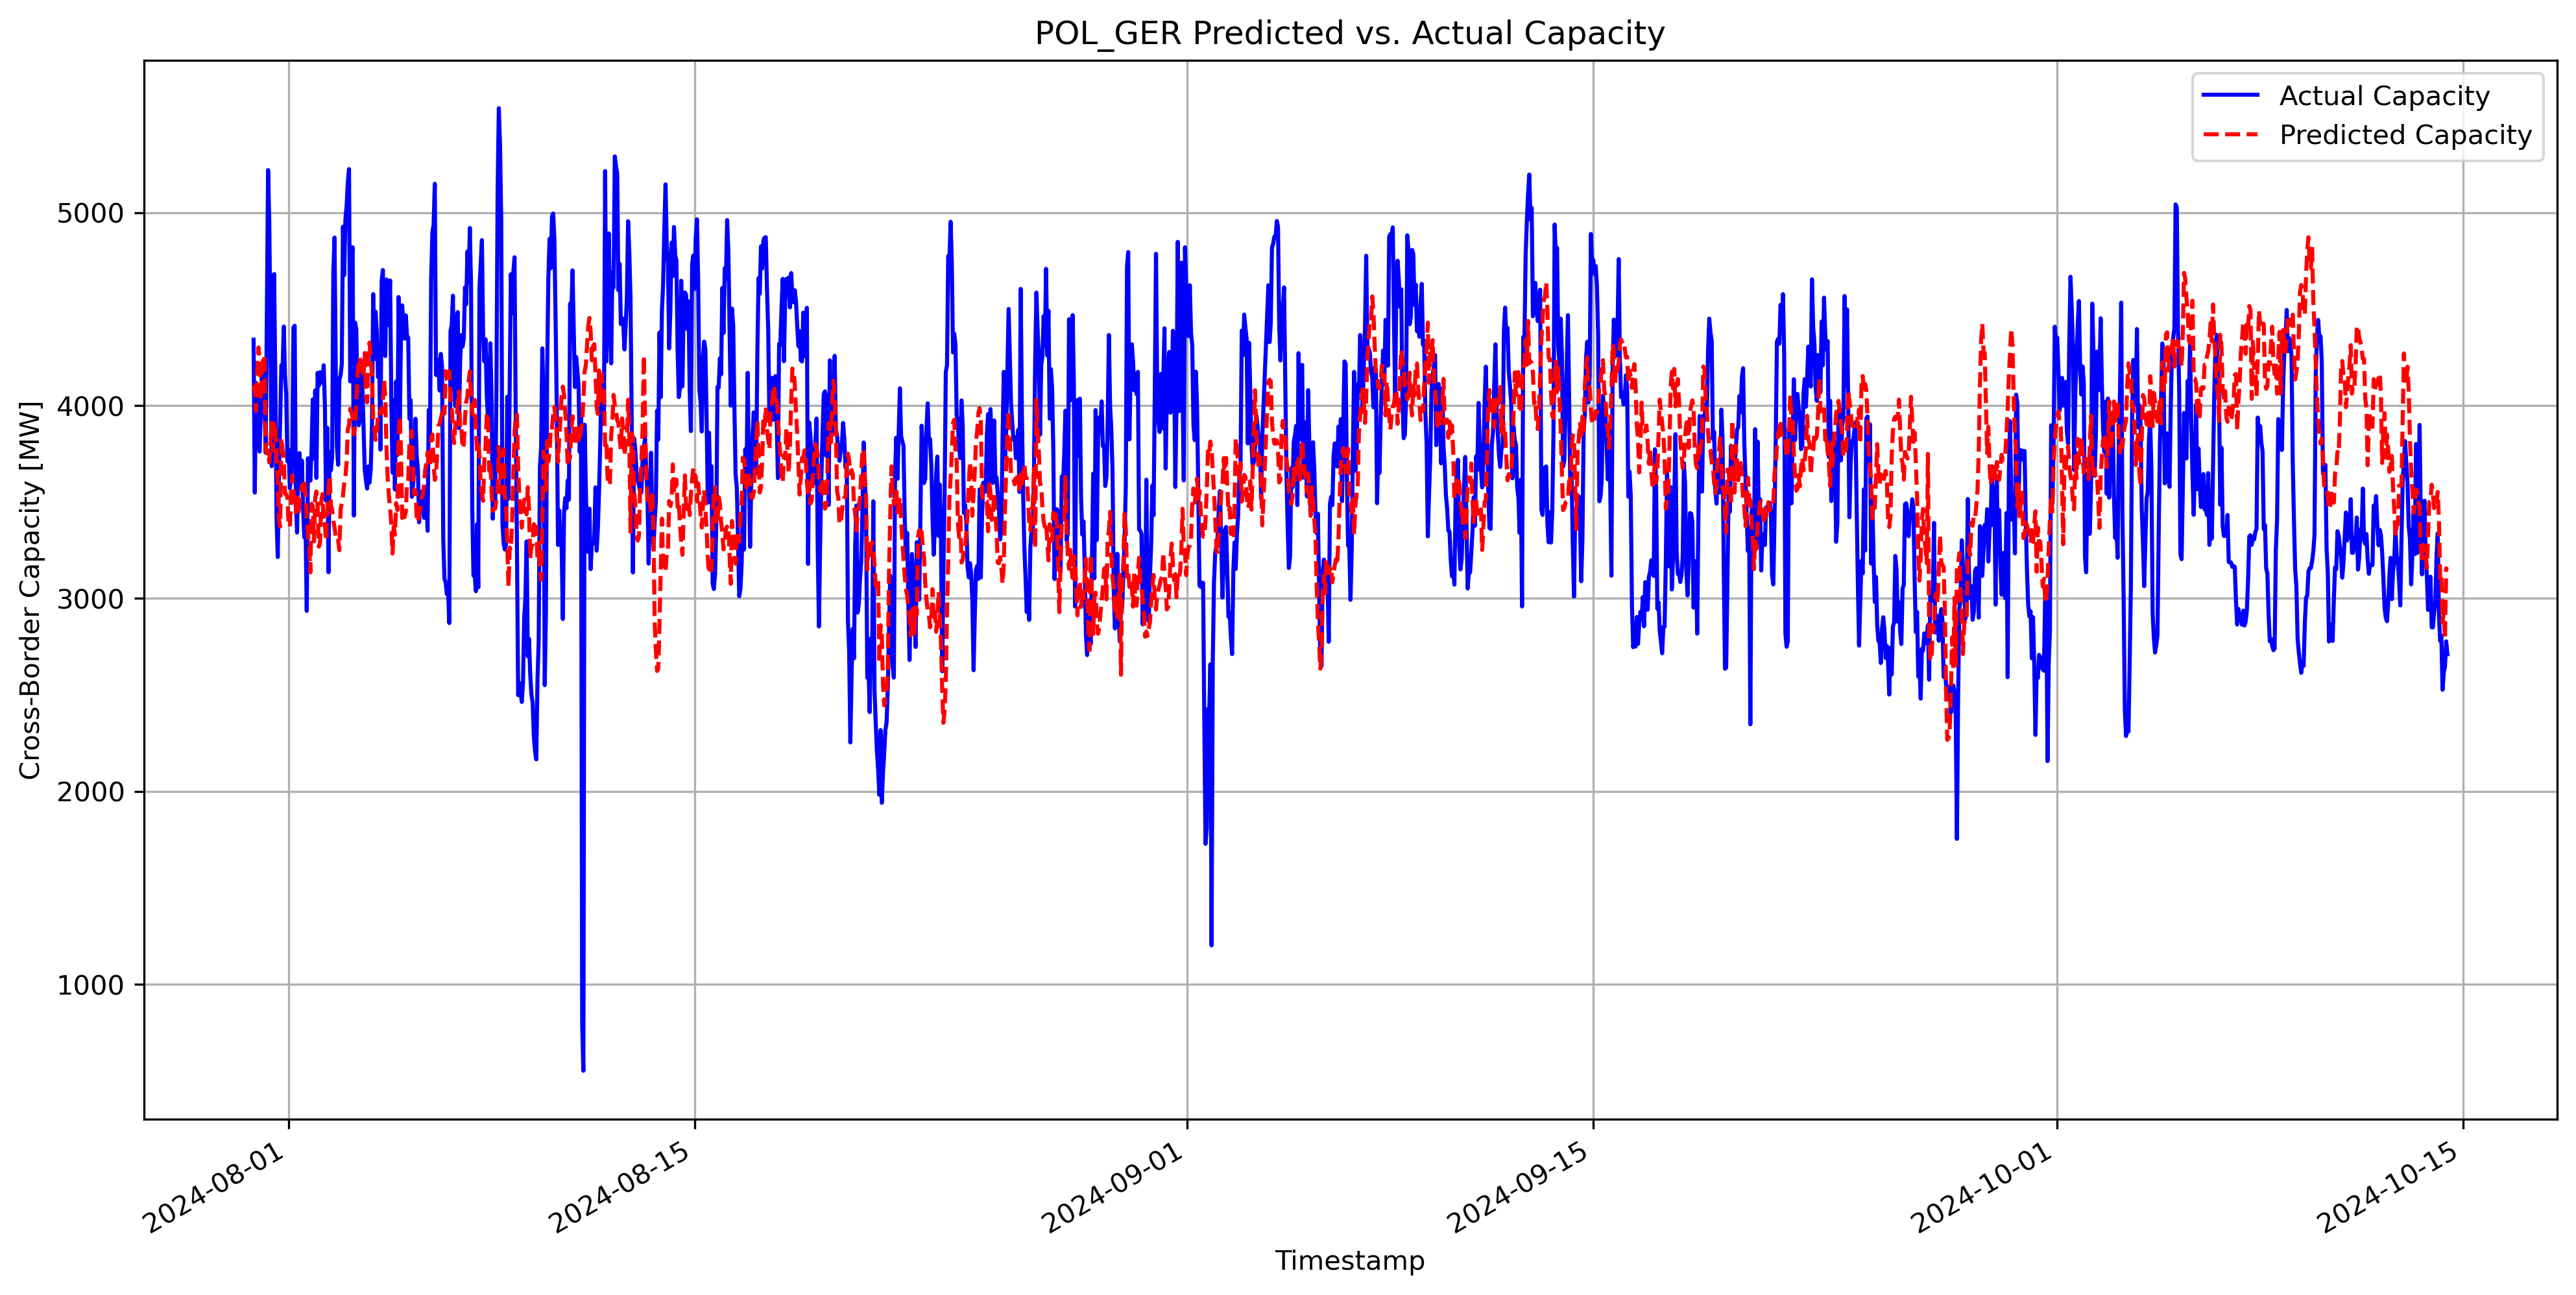 POL_GER Predicted vs. Actual Capacity
Actual Capacity
Predicted Capacity
Cross-Border Capacity [MW]
5000
4000
3000
2000
1000
2024-08-01
2024-08-15
2024-09-01
2024-09-15
2024-10-01
2024-10-15
Timestamp